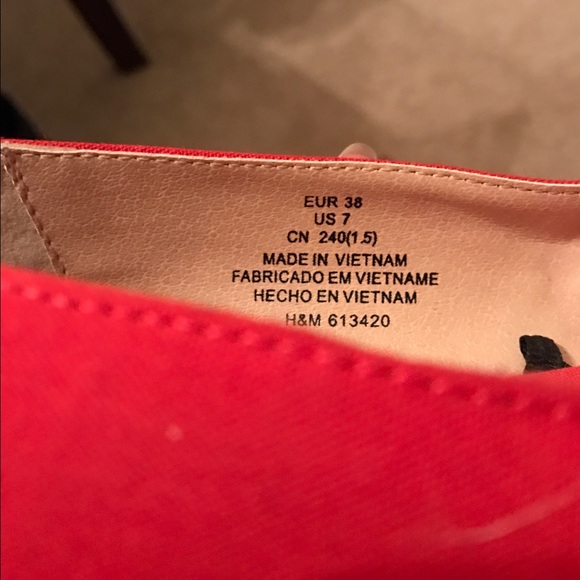 EUR 38
US 7
CN 240(1.5)
MADE IN VIETNAM
FABRICADO EM VIETNAME
HECHO EN VIETNAM
H&M 613420